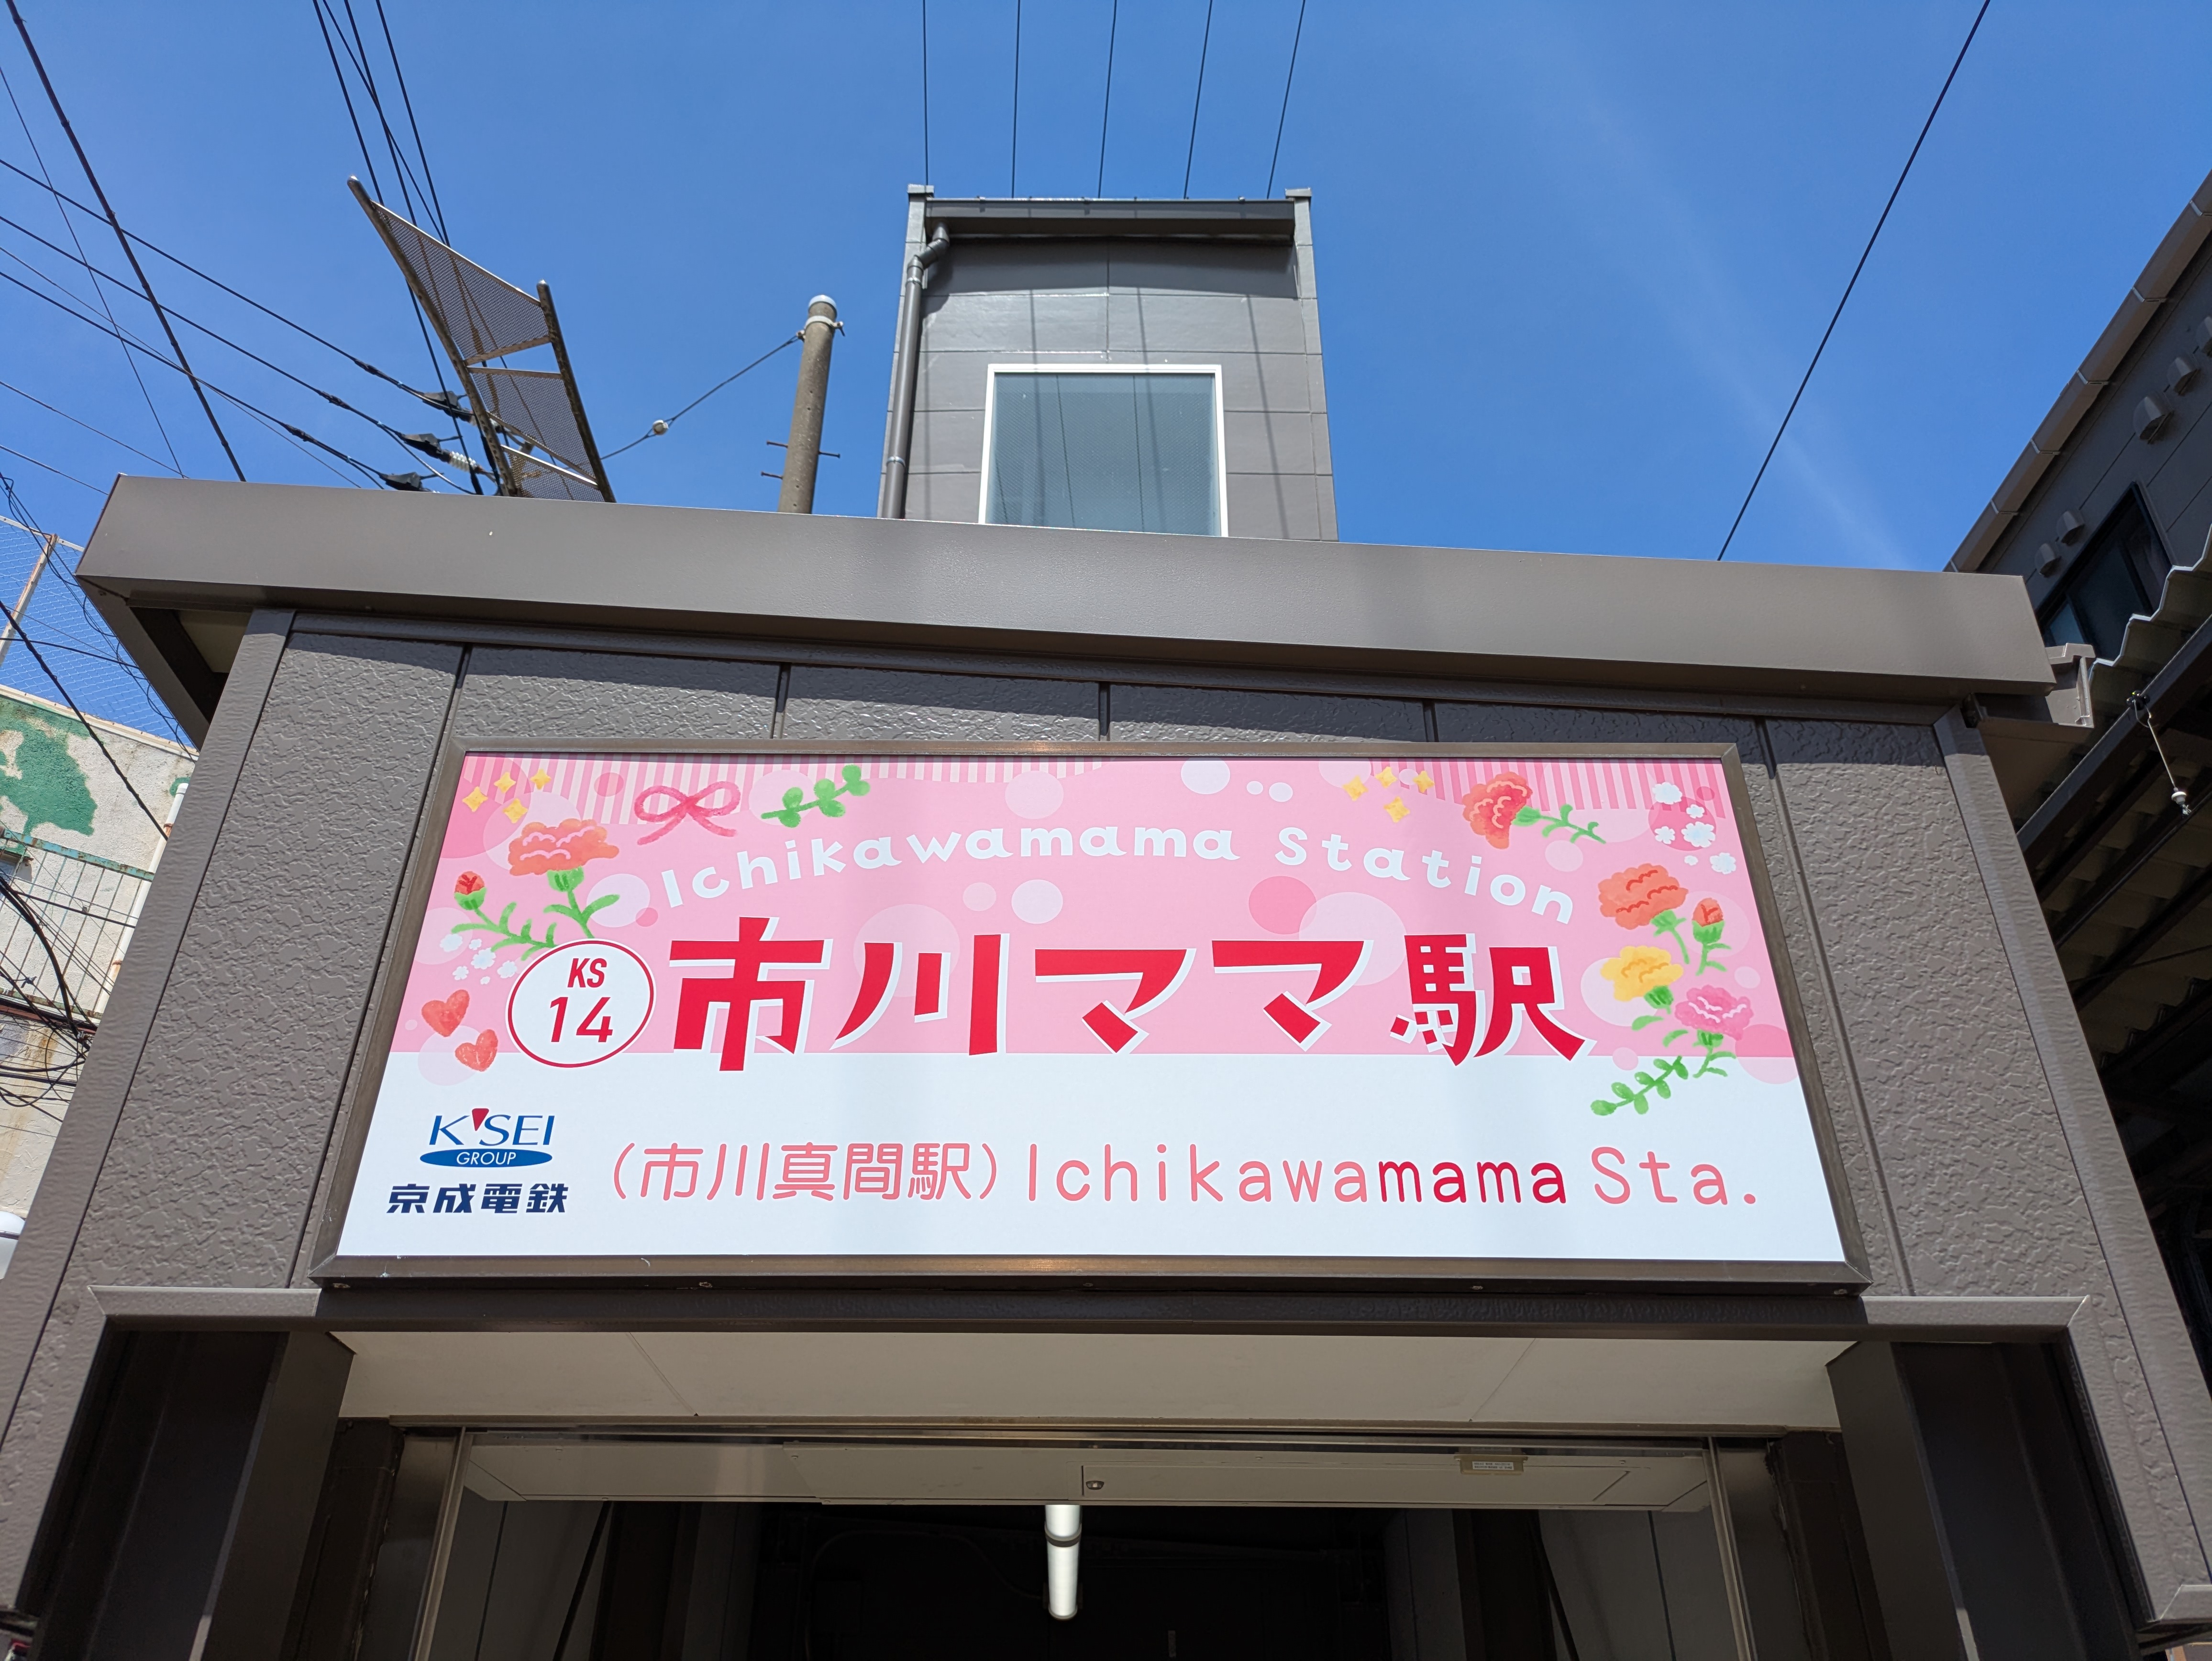 Ichikawamama Station
KS
14
市川ママ駅
K'SEI
GROUP
京成電鉄
(市川真間駅) Ichikawamama Sta.